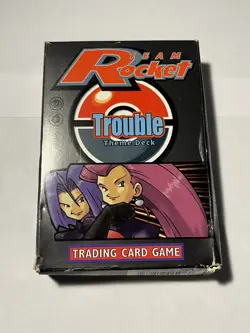 TEAM
Rocket
Trouble
Theme Deck
TRADING CARD GAME